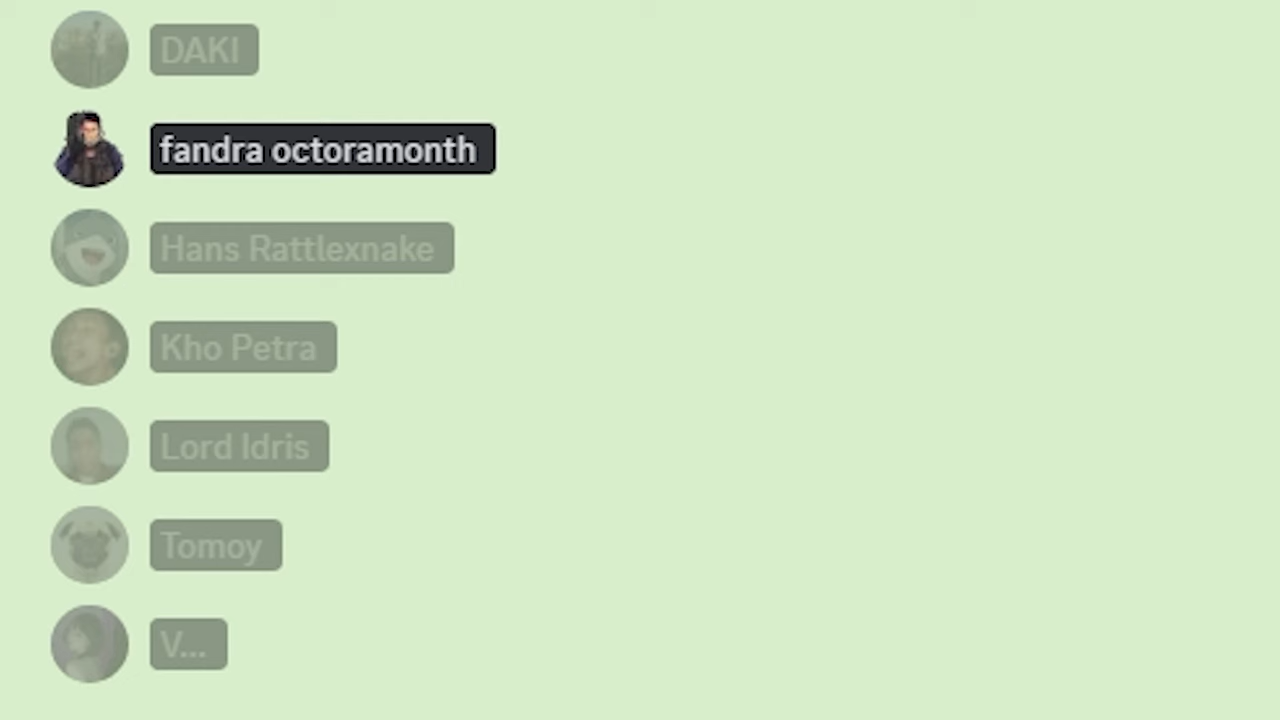 DAKI
fandra octoramonth
Hans Rattlexnake
Kho Petra
Lord Idris
Tomoy
V...